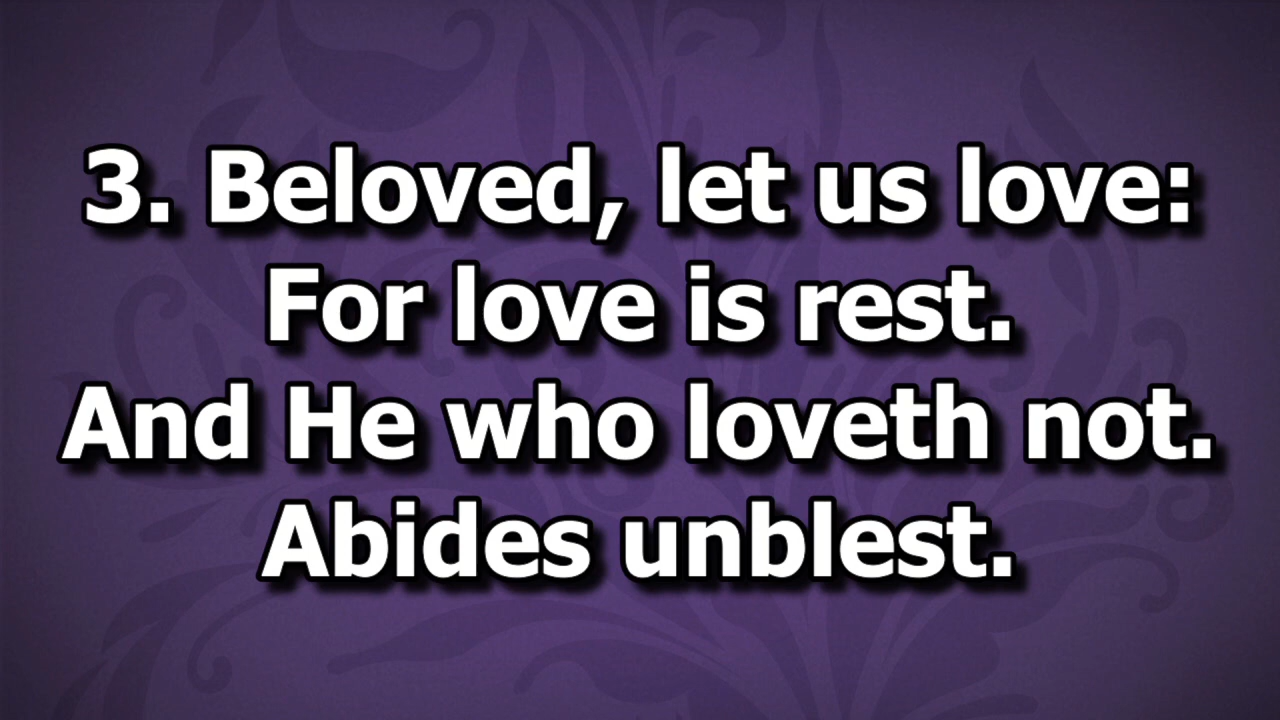 3. Beloved, let us love:
For love is rest.
And He who loveth not.
Abides unblest.